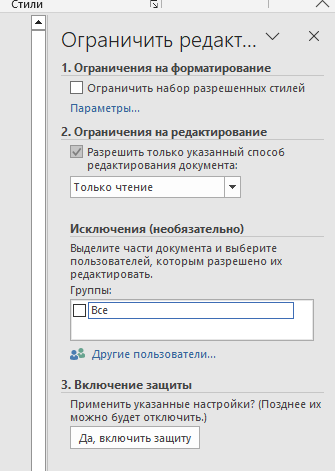 Стили
Ограничить редакт...
1. Ограничения на форматирование
Ограничить набор разрешенных стилей
Параметры...
2. Ограничения на редактирование
Разрешить только указанный способ
редактирования документа:
Только чтение
Исключения (необязательно)
Выделите части документа и выберите
пользователей, которым разрешено их
редактировать.
Группы:
Все
Другие пользователи...
3. Включение защиты
Применить указанные настройки? (Позднее их
можно будет отключить.)
Да, включить защиту